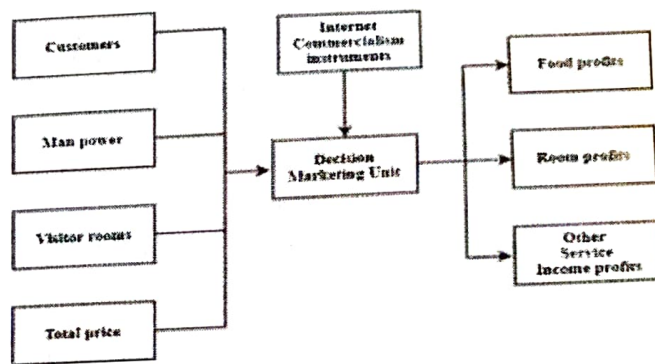 Customers
Man power
Visitor rooms
Total price
Internet
Commercialism
instruments
Decision
Marketing Unit
Food profits
Room profits
Other
Service
Income profits